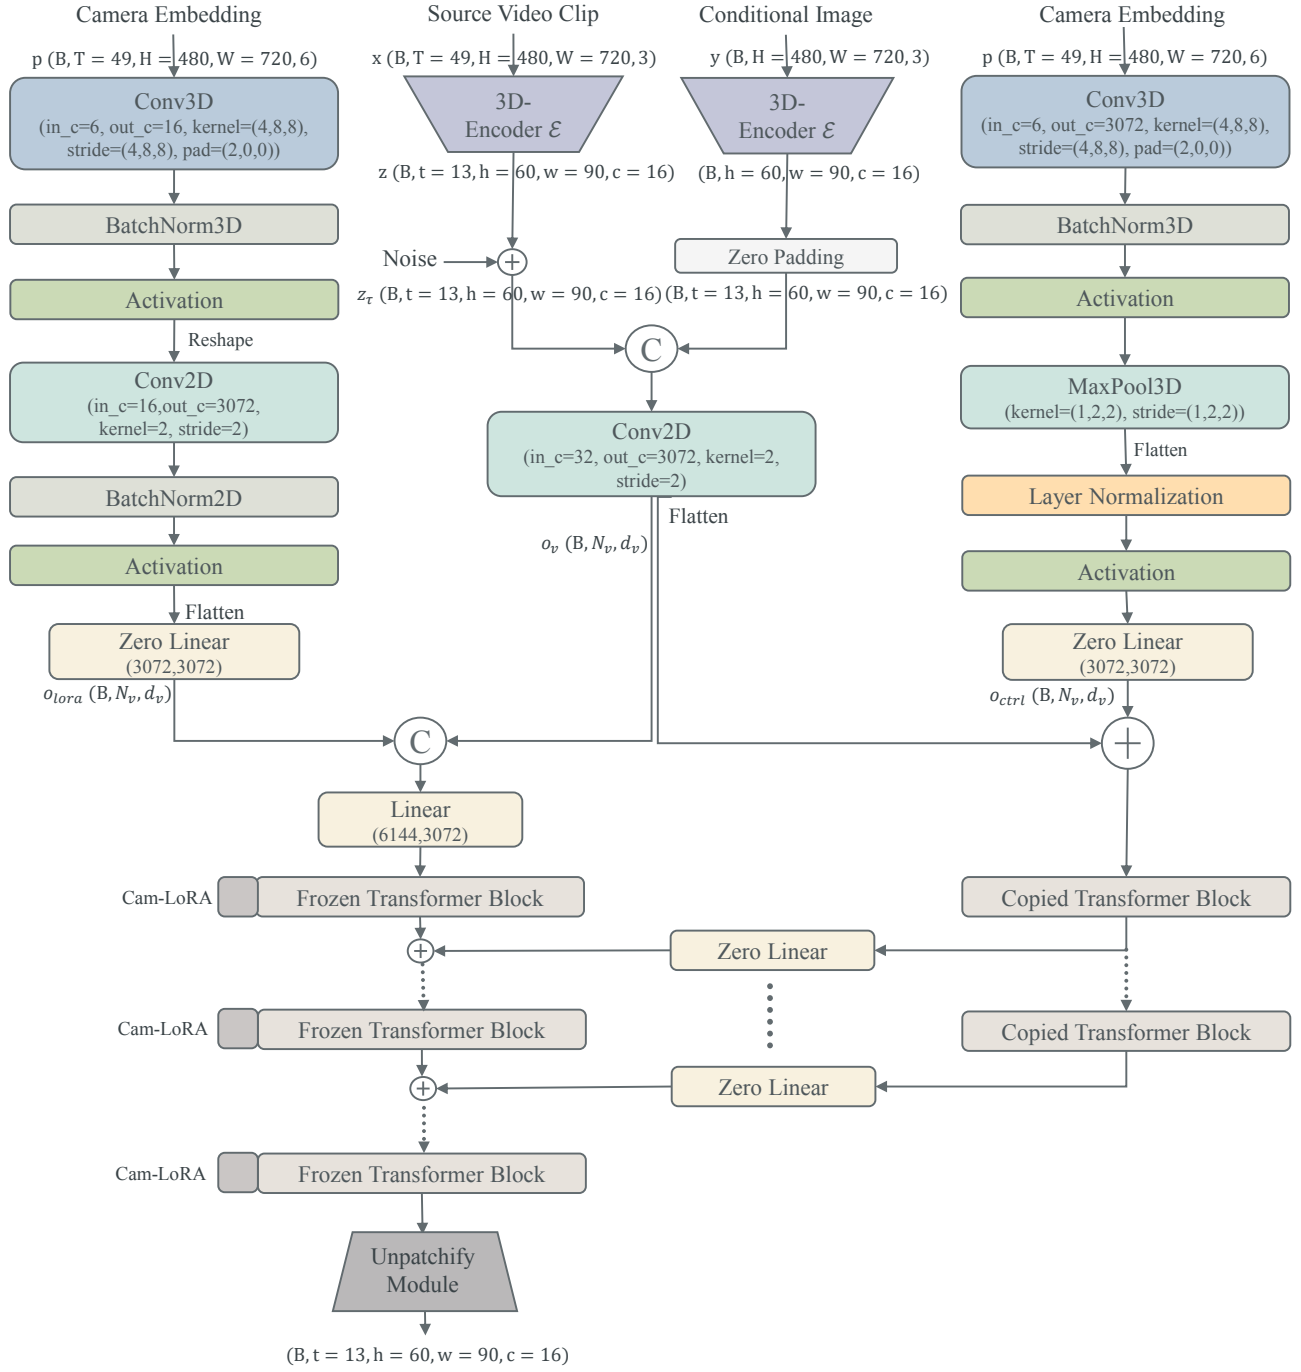 Camera Embedding
Source Video Clip
Conditional Image
Camera Embedding
p (B, T = 49, H = 480, W = 720, 6)
x (B, T = 49, H = 480, W = 720, 3)
y (B, H = 480, W = 720, 3)
p (B, T = 49, H = 480, W = 720, 6)
Conv3D
(in_c=6, out_c=16, kernel=(4,8,8),
stride=(4,8,8), pad=(2,0,0))
3D-
Encoder ℰ
3D-
Encoder ℰ
Conv3D
(in_c=6, out_c=3072, kernel=(4,8,8),
stride=(4,8,8), pad=(2,0,0))
z (B, t = 13, h = 60, w = 90, c = 16)
(B, h = 60, w = 90, c = 16)
BatchNorm3D
BatchNorm3D
Noise
+
Zero Padding
Activation
Activation
z_τ (B, t = 13, h = 60, w = 90, c = 16)
(B, t = 13, h = 60, w = 90, c = 16)
Reshape
C
Conv2D
(in_c=16,out_c=3072,
kernel=2, stride=2)
MaxPool3D
(kernel=(1,2,2), stride=(1,2,2))
Conv2D
(in_c=32, out_c=3072, kernel=2,
stride=2)
Flatten
BatchNorm2D
Layer Normalization
Flatten
o_v (B, N_v, d_v)
Activation
Activation
Flatten
Zero Linear
(3072,3072)
Zero Linear
(3072,3072)
o_lora (B, N_v, d_v)
o_ctrl (B, N_v, d_v)
C
+
Linear
(6144,3072)
Cam-LoRA
Frozen Transformer Block
Copied Transformer Block
+
Zero Linear
Cam-LoRA
Frozen Transformer Block
Copied Transformer Block
+
Zero Linear
Cam-LoRA
Frozen Transformer Block
Unpatchify
Module
(B, t = 13, h = 60, w = 90, c = 16)